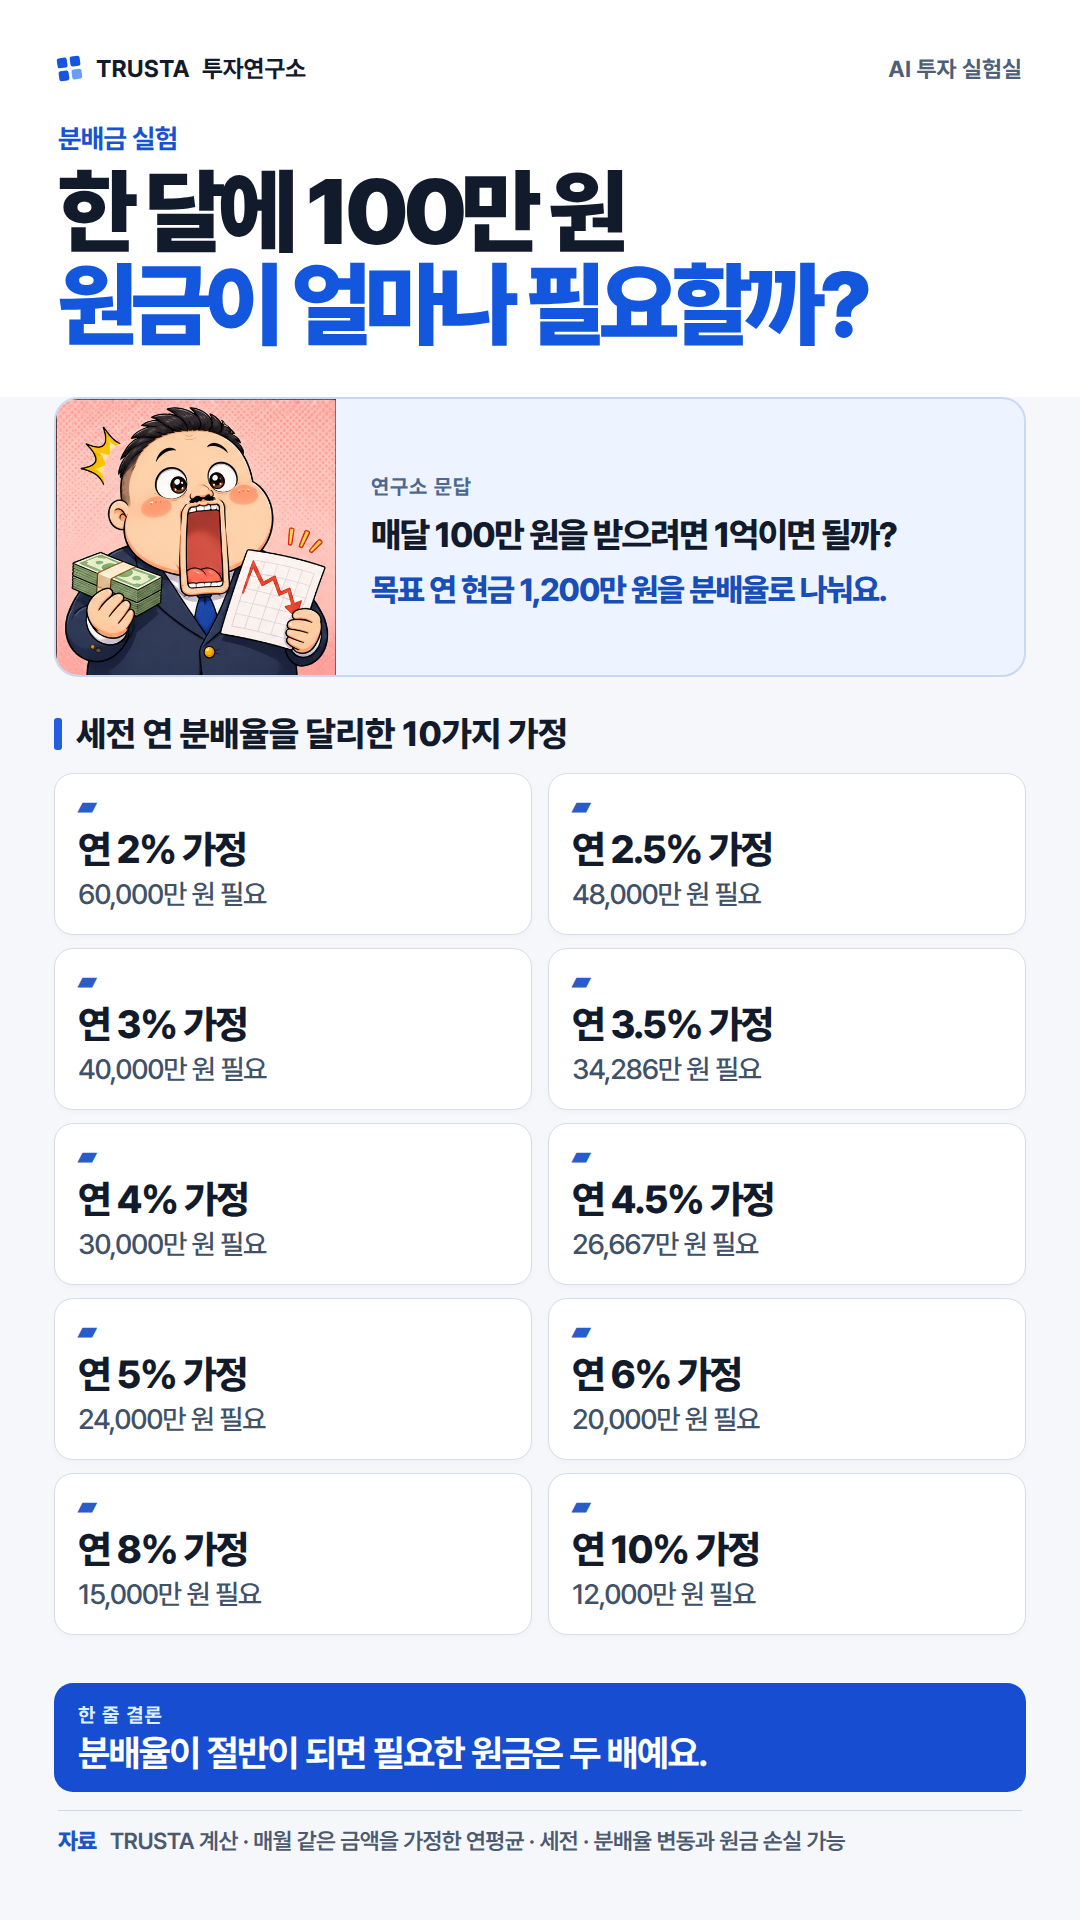 TRUSTA 투자연구소
AI 투자 실험실
분배금 실험
한 달에 100만 원
원금이 얼마나 필요할까?
연구소 문답
매달 100만 원을 받으려면 1억이면 될까?
목표 연 현금 1,200만 원을 분배율로 나눠요.
세전 연 분배율을 달리한 10가지 가정
연 2% 가정
60,000만 원 필요
연 2.5% 가정
48,000만 원 필요
연 3% 가정
40,000만 원 필요
연 3.5% 가정
34,286만 원 필요
연 4% 가정
30,000만 원 필요
연 4.5% 가정
26,667만 원 필요
연 5% 가정
24,000만 원 필요
연 6% 가정
20,000만 원 필요
연 8% 가정
15,000만 원 필요
연 10% 가정
12,000만 원 필요
한 줄 결론
분배율이 절반이 되면 필요한 원금은 두 배예요.
자료 TRUSTA 계산 · 매월 같은 금액을 가정한 연평균 · 세전 · 분배율 변동과 원금 손실 가능